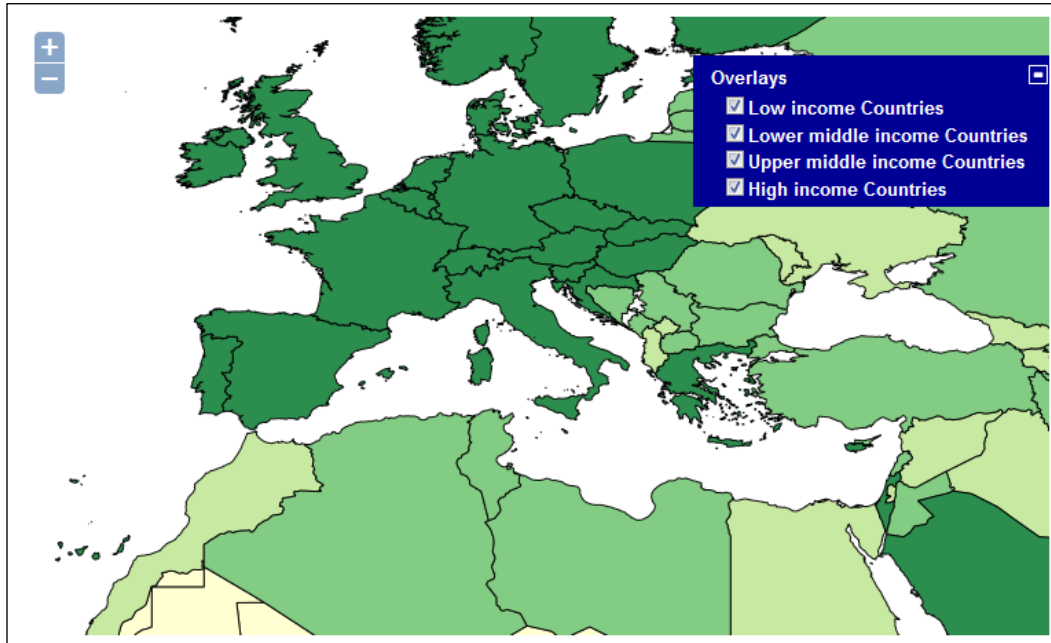 +
−
Overlays
Low income Countries
Lower middle income Countries
Upper middle income Countries
High income Countries